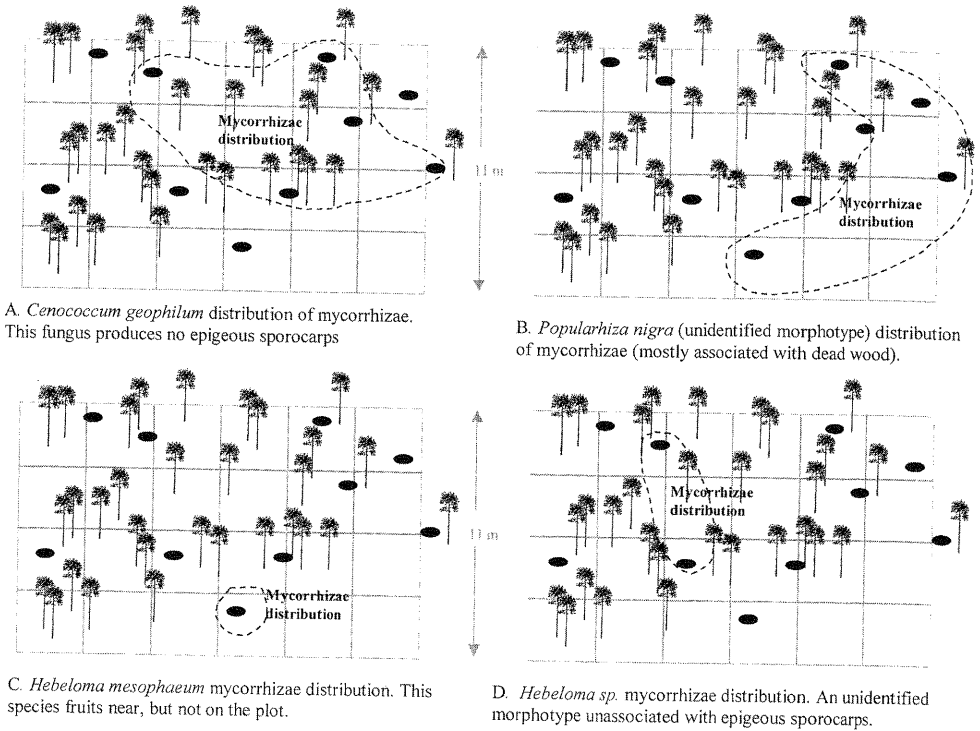 Mycorrhizae
distribution
11 m
Mycorrhizae
distribution
A. Cenococcum geophilum distribution of mycorrhizae.
This fungus produces no epigeous sporocarps
B. Popularhiza nigra (unidentified morphotype) distribution
of mycorrhizae (mostly associated with dead wood).
Mycorrhizae
distribution
11 m
Mycorrhizae
distribution
C. Hebeloma mesophaeum mycorrhizae distribution. This
species fruits near, but not on the plot.
D. Hebeloma sp. mycorrhizae distribution. An unidentified
morphotype unassociated with epigeous sporocarps.